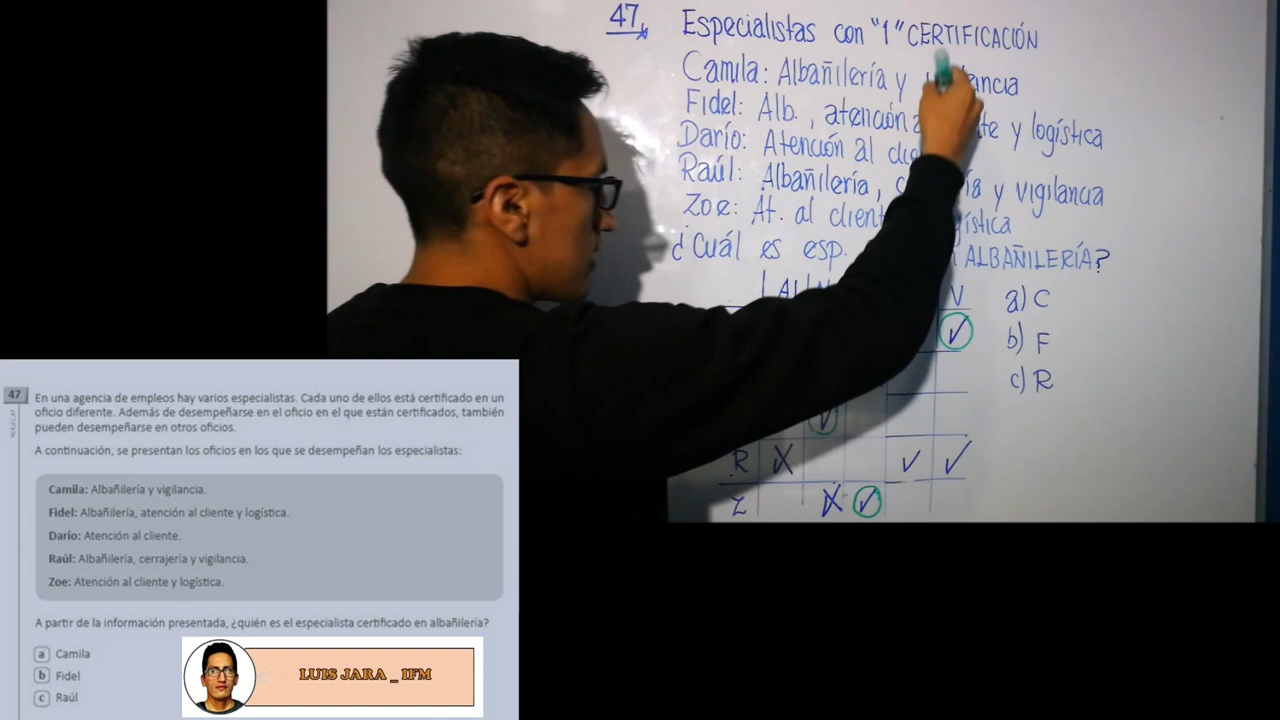 47. Especialistas con "1" CERTIFICACIÓN
Camila: Albañilería y
Fidel: Alb., atención a y logística
Darío: Atención al
Raúl: Albañilería, y vigilancia
Zoe: At. al
¿Cuál es esp. ALBAÑILERÍA?
V
a) C
b) F
c) R
R
Z
47
En una agencia de empleos hay varios especialistas. Cada uno de ellos está certificado en un
oficio diferente. Además de desempeñarse en el oficio en el que están certificados, también
pueden desempeñarse en otros oficios.
A continuación, se presentan los oficios en los que se desempeñan los especialistas:
Camila: Albañilería y vigilancia.
Fidel: Albañilería, atención al cliente y logística.
Darío: Atención al cliente.
Raúl: Albañilería, cerrajería y vigilancia.
Zoe: Atención al cliente y logística.
A partir de la información presentada, ¿quién es el especialista certificado en albañilería?
a Camila
b Fidel
c Raúl
LUIS JARA _ IFM